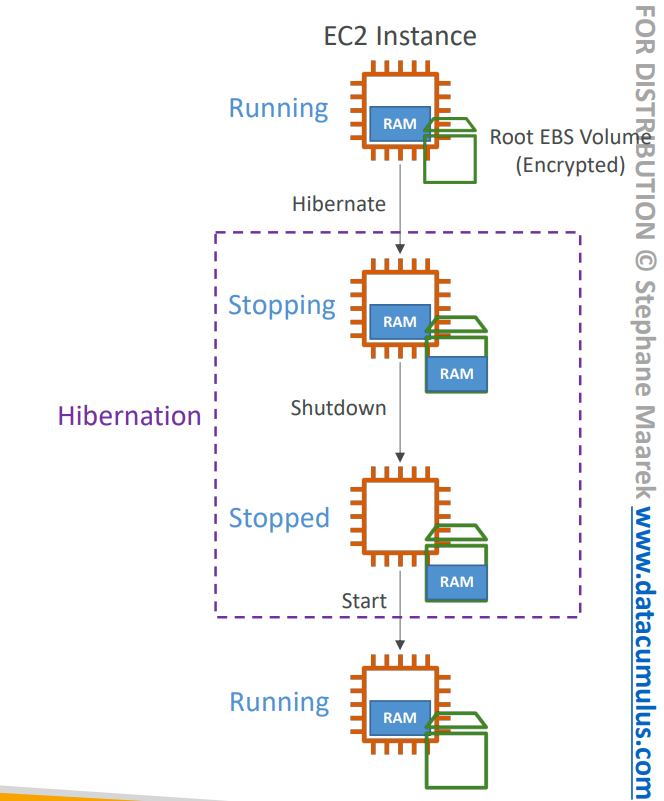 EC2 Instance
Running
RAM
Root EBS Volume
(Encrypted)
Hibernate
Stopping
RAM
RAM
Hibernation
Shutdown
Stopped
RAM
Start
Running
RAM
FOR DISTRIBUTION © Stephane Maarek www.datacumulus.com